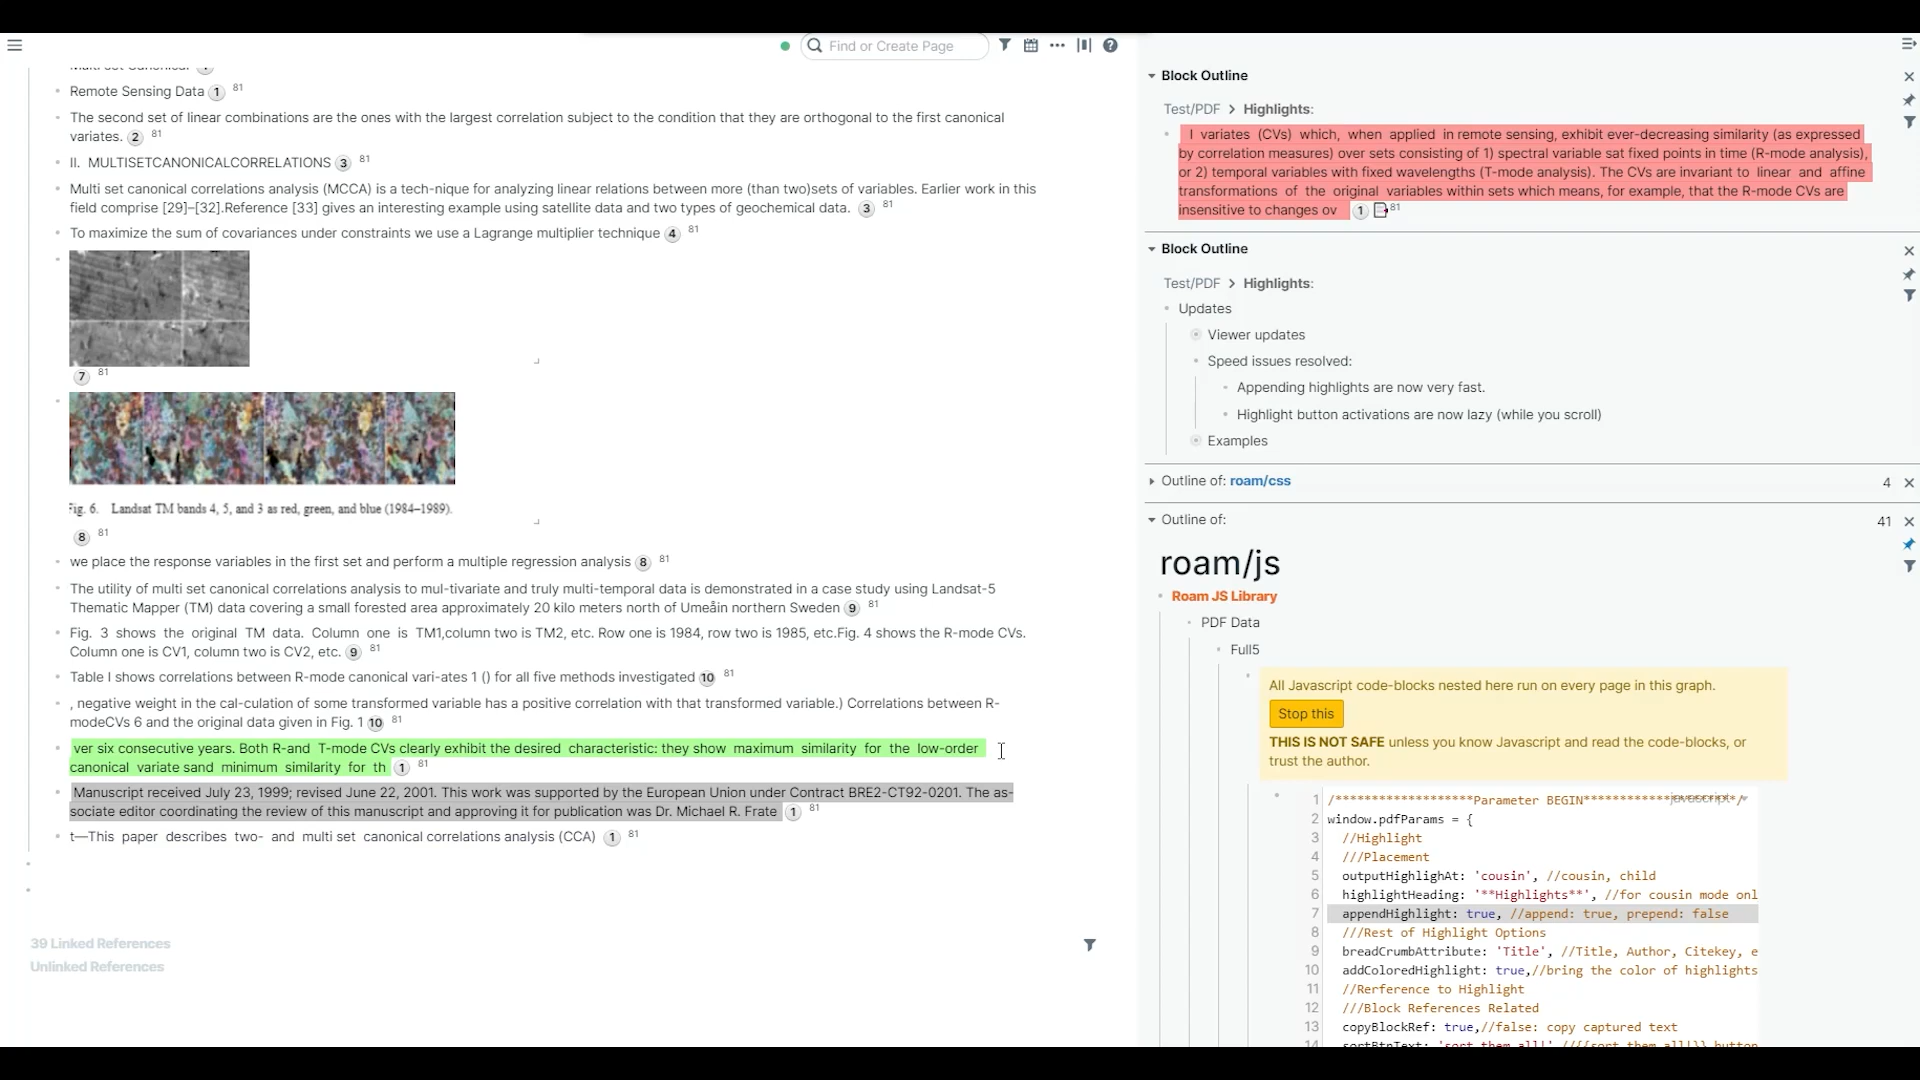 Find or Create Page
Multi set Canonical
Remote Sensing Data 1 81
The second set of linear combinations are the ones with the largest correlation subject to the condition that they are orthogonal to the first canonical
variates. 2 81
II. MULTISETCANONICALCORRELATIONS 3 81
Multi set canonical correlations analysis (MCCA) is a tech-nique for analyzing linear relations between more (than two)sets of variables. Earlier work in this
field comprise [29]–[32].Reference [33] gives an interesting example using satellite data and two types of geochemical data. 3 81
To maximize the sum of covariances under constraints we use a Lagrange multiplier technique 4 81
7 81
Fig. 6. Landsat TM bands 4, 5, and 3 as red, green, and blue (1984–1989).
8 81
we place the response variables in the first set and perform a multiple regression analysis 8 81
The utility of multi set canonical correlations analysis to mul-tivariate and truly multi-temporal data is demonstrated in a case study using Landsat-5
Thematic Mapper (TM) data covering a small forested area approximately 20 kilo meters north of Umeåin northern Sweden 9 81
Fig. 3 shows the original TM data. Column one is TM1,column two is TM2, etc. Row one is 1984, row two is 1985, etc.Fig. 4 shows the R-mode CVs.
Column one is CV1, column two is CV2, etc. 9 81
Table I shows correlations between R-mode canonical vari-ates 1 () for all five methods investigated 10 81
, negative weight in the cal-culation of some transformed variable has a positive correlation with that transformed variable.) Correlations between R-
modeCVs 6 and the original data given in Fig. 1 10 81
ver six consecutive years. Both R-and T-mode CVs clearly exhibit the desired characteristic: they show maximum similarity for the low-order
canonical variate sand minimum similarity for th 1 81
Manuscript received July 23, 1999; revised June 22, 2001. This work was supported by the European Union under Contract BRE2-CT92-0201. The as-
sociate editor coordinating the review of this manuscript and approving it for publication was Dr. Michael R. Frate 1 81
t—This paper describes two- and multi set canonical correlations analysis (CCA) 1 81
39 Linked References
Unlinked References
Block Outline
Test/PDF > Highlights:
l variates (CVs) which, when applied in remote sensing, exhibit ever-decreasing similarity (as expressed
by correlation measures) over sets consisting of 1) spectral variable sat fixed points in time (R-mode analysis),
or 2) temporal variables with fixed wavelengths (T-mode analysis). The CVs are invariant to linear and affine
transformations of the original variables within sets which means, for example, that the R-mode CVs are
insensitive to changes ov 1 81
Block Outline
Test/PDF > Highlights:
Updates
Viewer updates
Speed issues resolved:
Appending highlights are now very fast.
Highlight button activations are now lazy (while you scroll)
Examples
Outline of: roam/css 4
Outline of: 41
roam/js
Roam JS Library
PDF Data
Full5
All Javascript code-blocks nested here run on every page in this graph.
Stop this
THIS IS NOT SAFE unless you know Javascript and read the code-blocks, or
trust the author.
javascript
1 /*******************Parameter BEGIN********************/
2 window.pdfParams = {
3 //Highlight
4 ///Placement
5 outputHighlighAt: 'cousin', //cousin, child
6 highlightHeading: '**Highlights**', //for cousin mode onl
7 appendHighlight: true, //append: true, prepend: false
8 ///Rest of Highlight Options
9 breadCrumbAttribute: 'Title', //Title, Author, Citekey, e
10 addColoredHighlight: true,//bring the color of highlights
11 //Rerference to Highlight
12 ///Block References Related
13 copyBlockRef: true,//false: copy captured text
14 sortBtnText: 'sort them all!' //{{sort them all!}} button